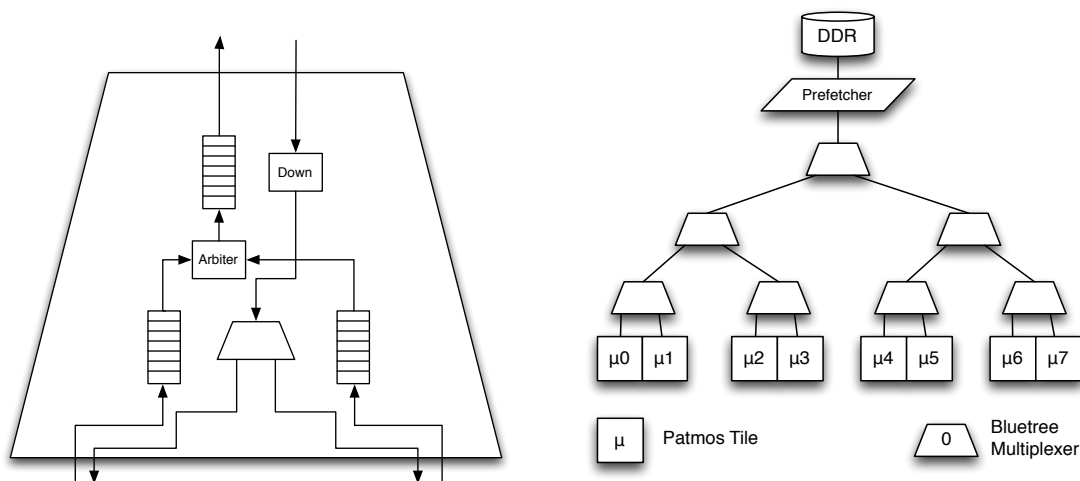 DDR
Prefetcher
Down
Arbiter
µ0 µ1 µ2 µ3 µ4 µ5 µ6 µ7
µ Patmos Tile
0 Bluetree
Multiplexer